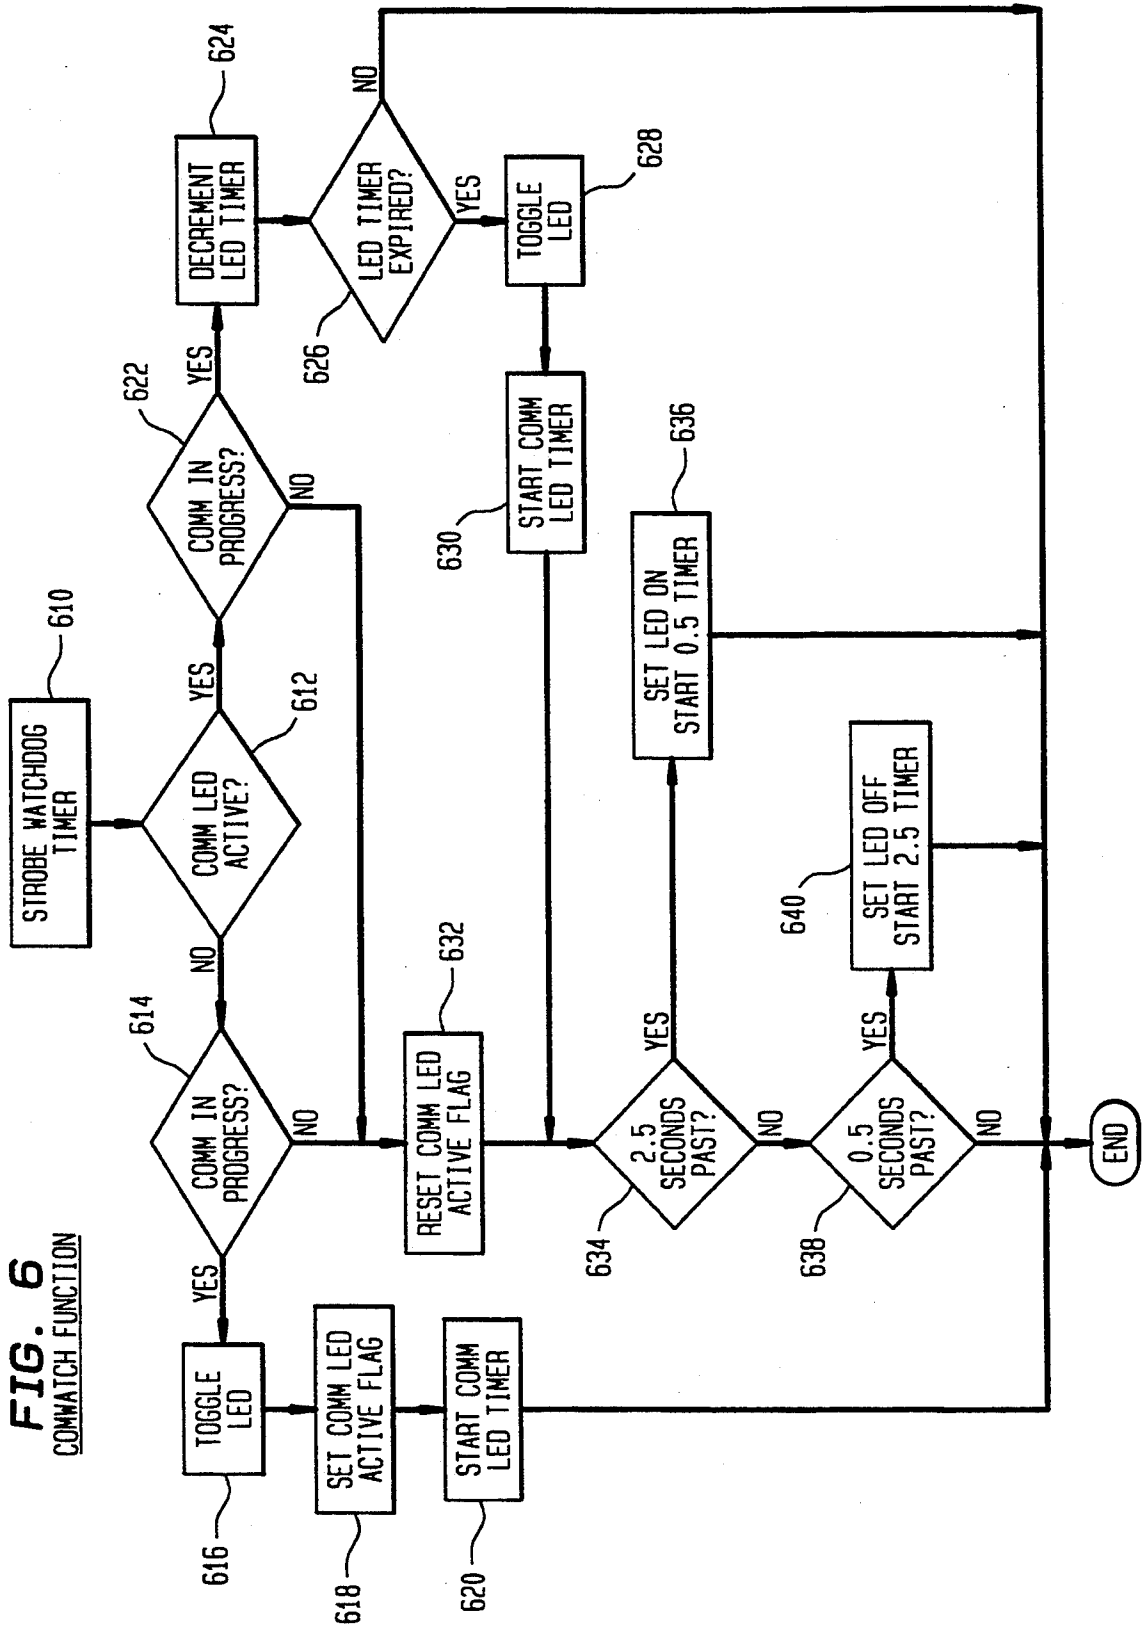 FIG. 6
COMWATCH FUNCTION
STROBE WATCHDOG
TIMER
610
COMM LED
ACTIVE?
612
NO
YES
COMM IN
PROGRESS?
614
YES
NO
TOGGLE
LED
616
SET COMM LED
ACTIVE FLAG
618
START COMM
LED TIMER
620
COMM IN
PROGRESS?
622
YES
NO
DECREMENT
LED TIMER
624
LED TIMER
EXPIRED?
626
NO
YES
TOGGLE
LED
628
START COMM
LED TIMER
630
RESET COMM LED
ACTIVE FLAG
632
2.5
SECONDS
PAST?
634
YES
NO
SET LED ON
START 0.5 TIMER
636
0.5
SECONDS
PAST?
638
YES
NO
SET LED OFF
START 2.5 TIMER
640
END